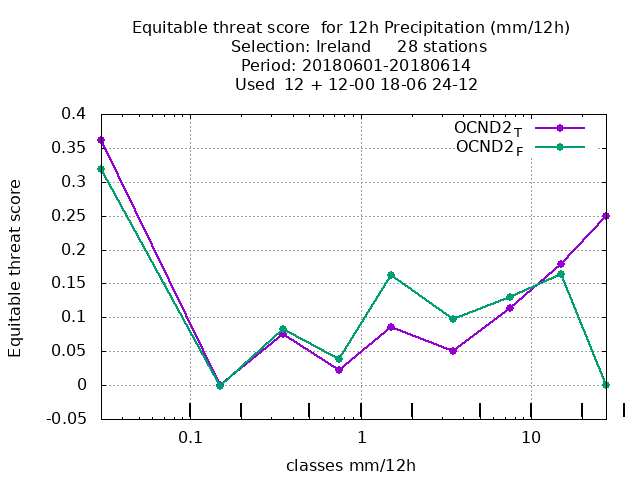 Equitable threat score  for 12h Precipitation (mm/12h)
Selection: Ireland     28 stations
Period: 20180601-20180614
Used  12 + 12-00 18-06 24-12
OCND2T
OCND2F
0.4
0.35
0.3
0.25
0.2
0.15
0.1
0.05
0
-0.05
Equitable threat score
0.1
1
10
classes mm/12h